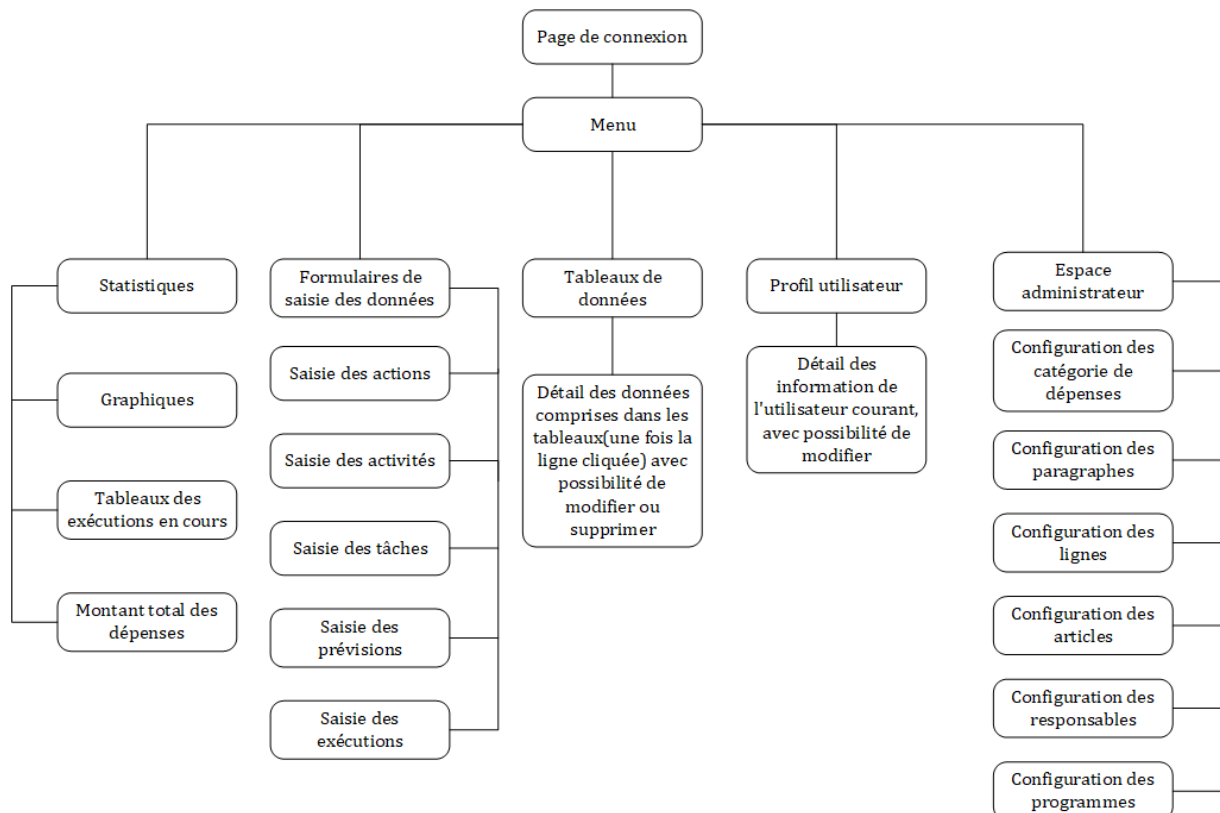 Page de connexion
Menu
Statistiques
Graphiques
Tableaux des
exécutions en cours
Montant total des
dépenses
Formulaires de
saisie des données
Saisie des actions
Saisie des activités
Saisie des tâches
Saisie des
prévisions
Saisie des
exécutions
Tableaux de
données
Détail des données
comprises dans les
tableaux(une fois la
ligne cliquée) avec
possibilité de
modifier ou
supprimer
Profil utilisateur
Détail des
information de
l'utilisateur courant,
avec possibilité de
modifier
Espace
administrateur
Configuration des
catégorie de
dépenses
Configuration des
paragraphes
Configuration des
lignes
Configuration des
articles
Configuration des
responsables
Configuration des
programmes